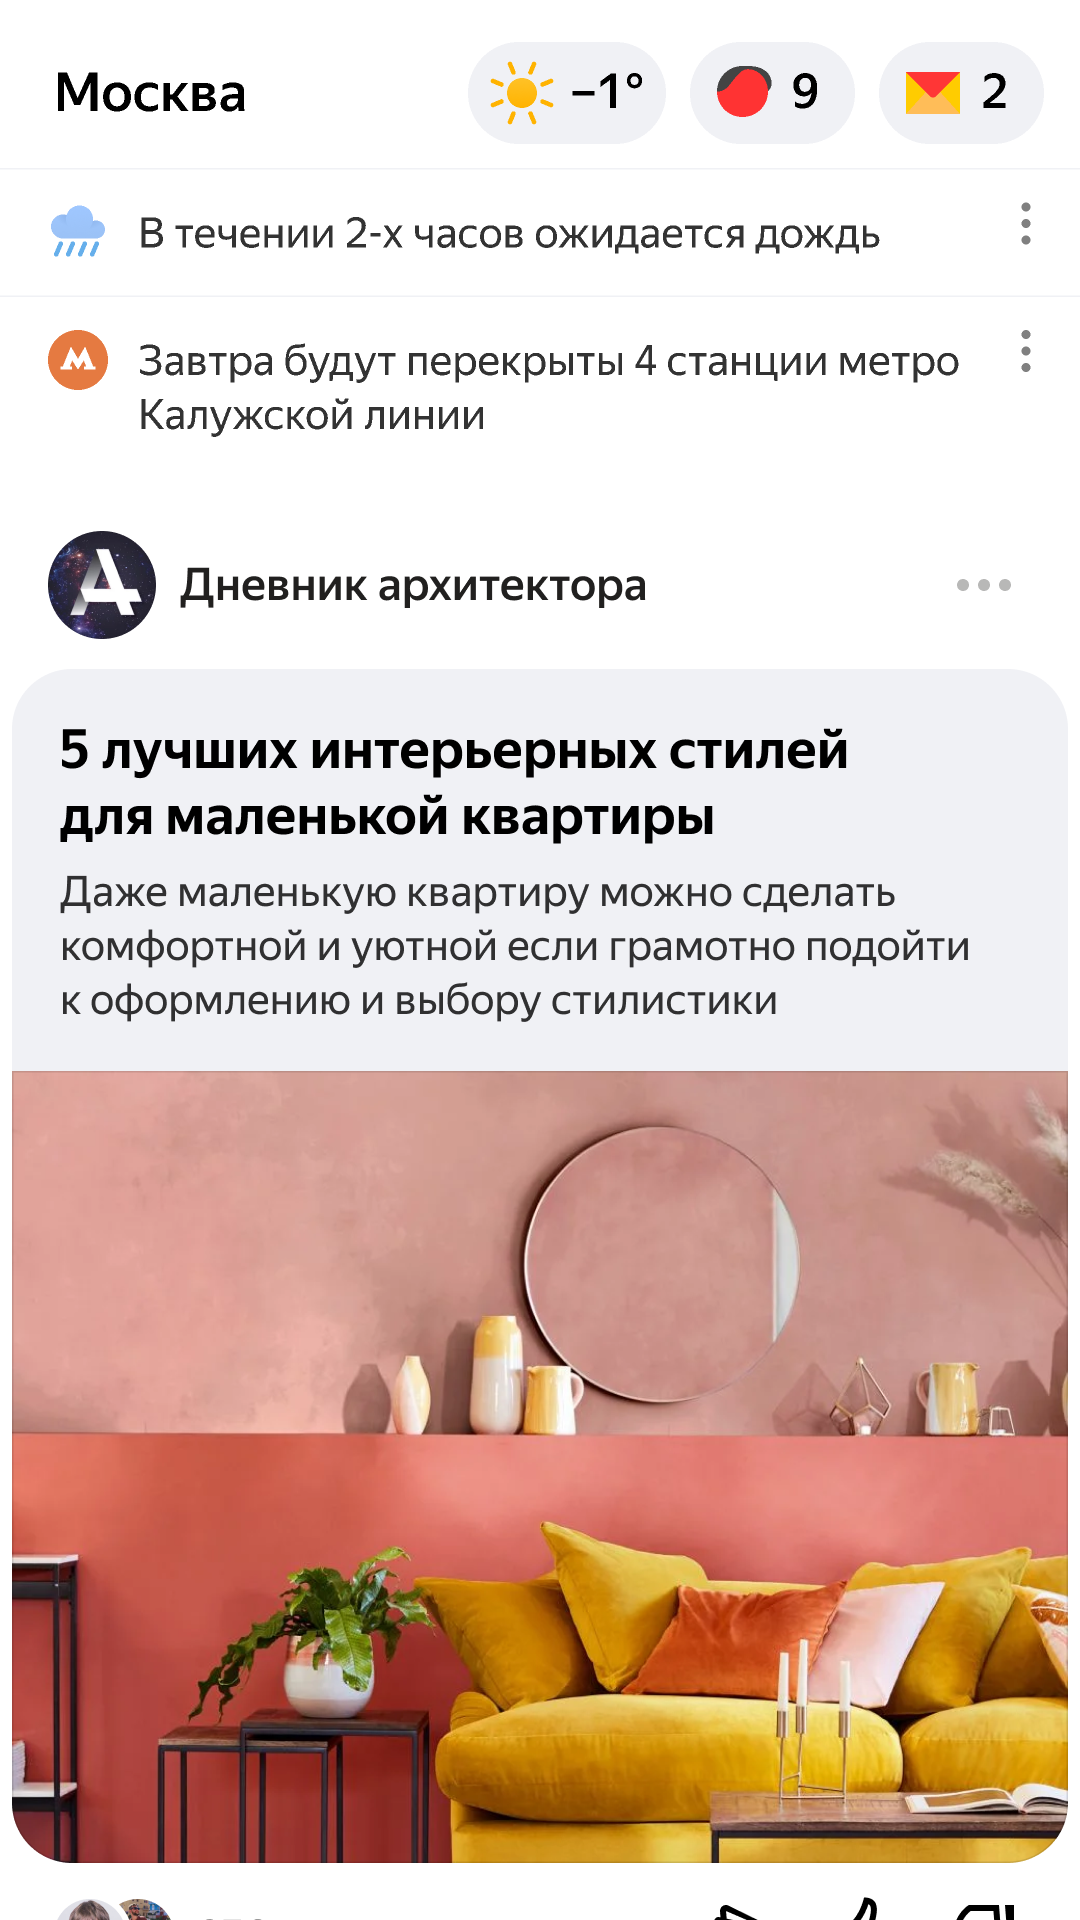 Москва
–1°
9
2
В течении 2-х часов ожидается дождь
Завтра будут перекрыты 4 станции метро
Калужской линии
Дневник архитектора
5 лучших интерьерных стилей
для маленькой квартиры
Даже маленькую квартиру можно сделать
комфортной и уютной если грамотно подойти
к оформлению и выбору стилистики